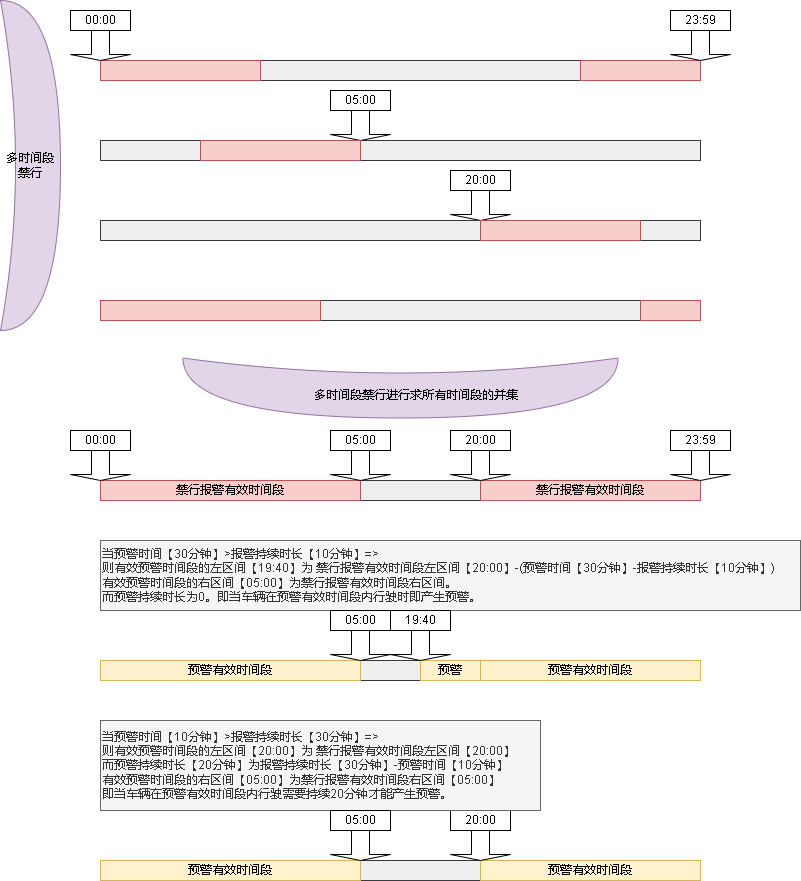 00:00
23:59
05:00
多时间段
禁行
20:00
多时间段禁行进行求所有时间段的并集
00:00
05:00
20:00
23:59
禁行报警有效时间段
禁行报警有效时间段
当预警时间【30分钟】>报警持续时长【10分钟】=>
则有效预警时间段的左区间【19:40】为 禁行报警有效时间段左区间【20:00】-(预警时间【30分钟】-报警持续时长【10分钟】)
有效预警时间段的右区间【05:00】为禁行报警有效时间段右区间。
而预警持续时长为0。即当车辆在预警有效时间段内行驶时即产生预警。
05:00
19:40
预警有效时间段
预警
预警有效时间段
当预警时间【10分钟】>报警持续时长【30分钟】=>
则有效预警时间段的左区间【20:00】为 禁行报警有效时间段左区间【20:00】
而预警持续时长【20分钟】为报警持续时长【30分钟】-预警时间【10分钟】
有效预警时间段的右区间【05:00】为禁行报警有效时间段右区间【05:00】
即当车辆在预警有效时间段内行驶需要持续20分钟才能产生预警。
05:00
20:00
预警有效时间段
预警有效时间段